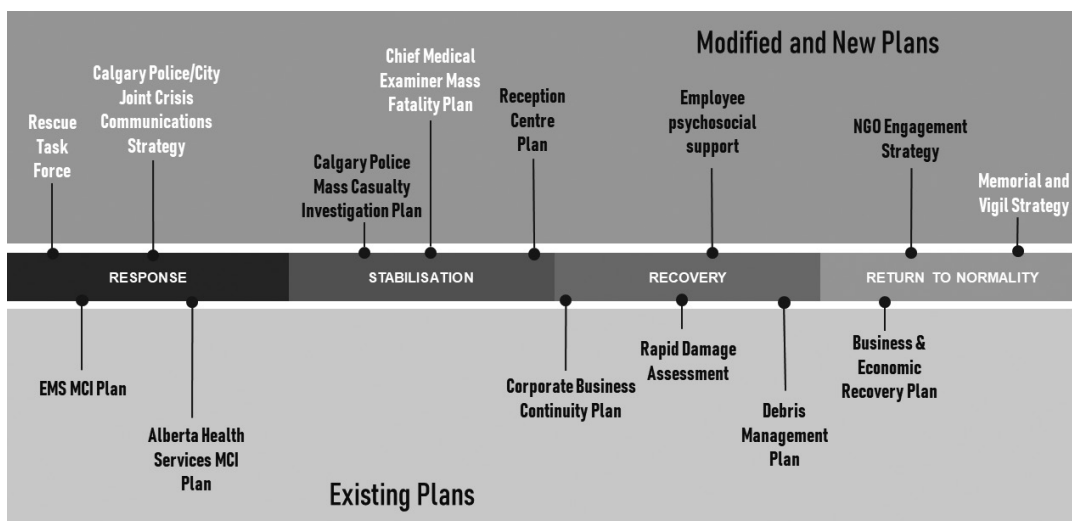 Modified and New Plans
Rescue
Task
Force
Calgary Police/City
Joint Crisis
Communications
Strategy
Calgary Police
Mass Casualty
Investigation Plan
Chief Medical
Examiner Mass
Fatality Plan
Reception
Centre
Plan
Employee
psychosocial
support
NGO Engagement
Strategy
Memorial and
Vigil Strategy
RESPONSE
STABILISATION
RECOVERY
RETURN TO NORMALITY
EMS MCI Plan
Alberta Health
Services MCI
Plan
Corporate Business
Continuity Plan
Rapid Damage
Assessment
Debris
Management
Plan
Business &
Economic
Recovery Plan
Existing Plans